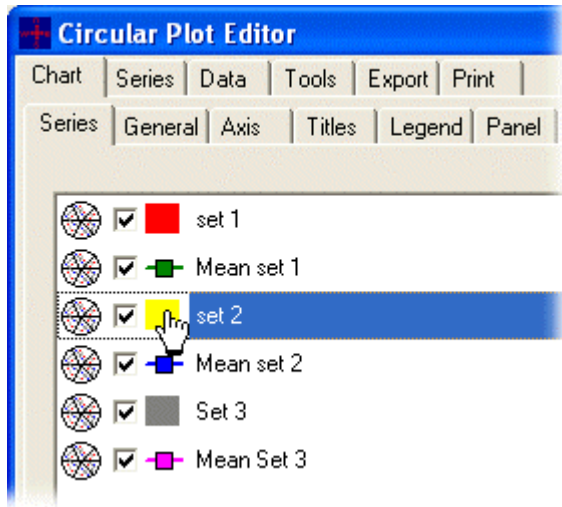 Circular Plot Editor
Chart Series Data Tools Export Print
Series General Axis Titles Legend Panel
set 1
Mean set 1
set 2
Mean set 2
Set 3
Mean Set 3